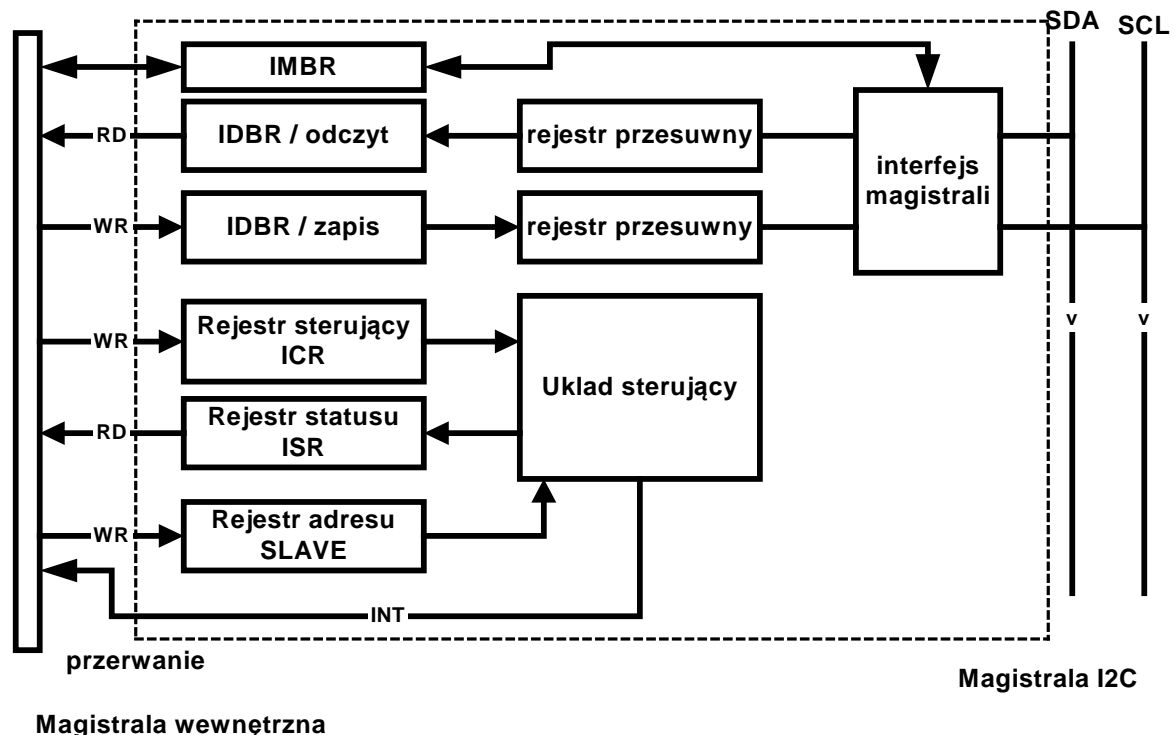 SDA
SCL
IMBR
RD
IDBR / odczyt
rejestr przesuwny
interfejs
magistrali
WR
IDBR / zapis
rejestr przesuwny
WR
Rejestr sterujący
ICR
Uklad sterujący
v
v
RD
Rejestr statusu
ISR
WR
Rejestr adresu
SLAVE
INT
przerwanie
Magistrala I2C
Magistrala wewnętrzna